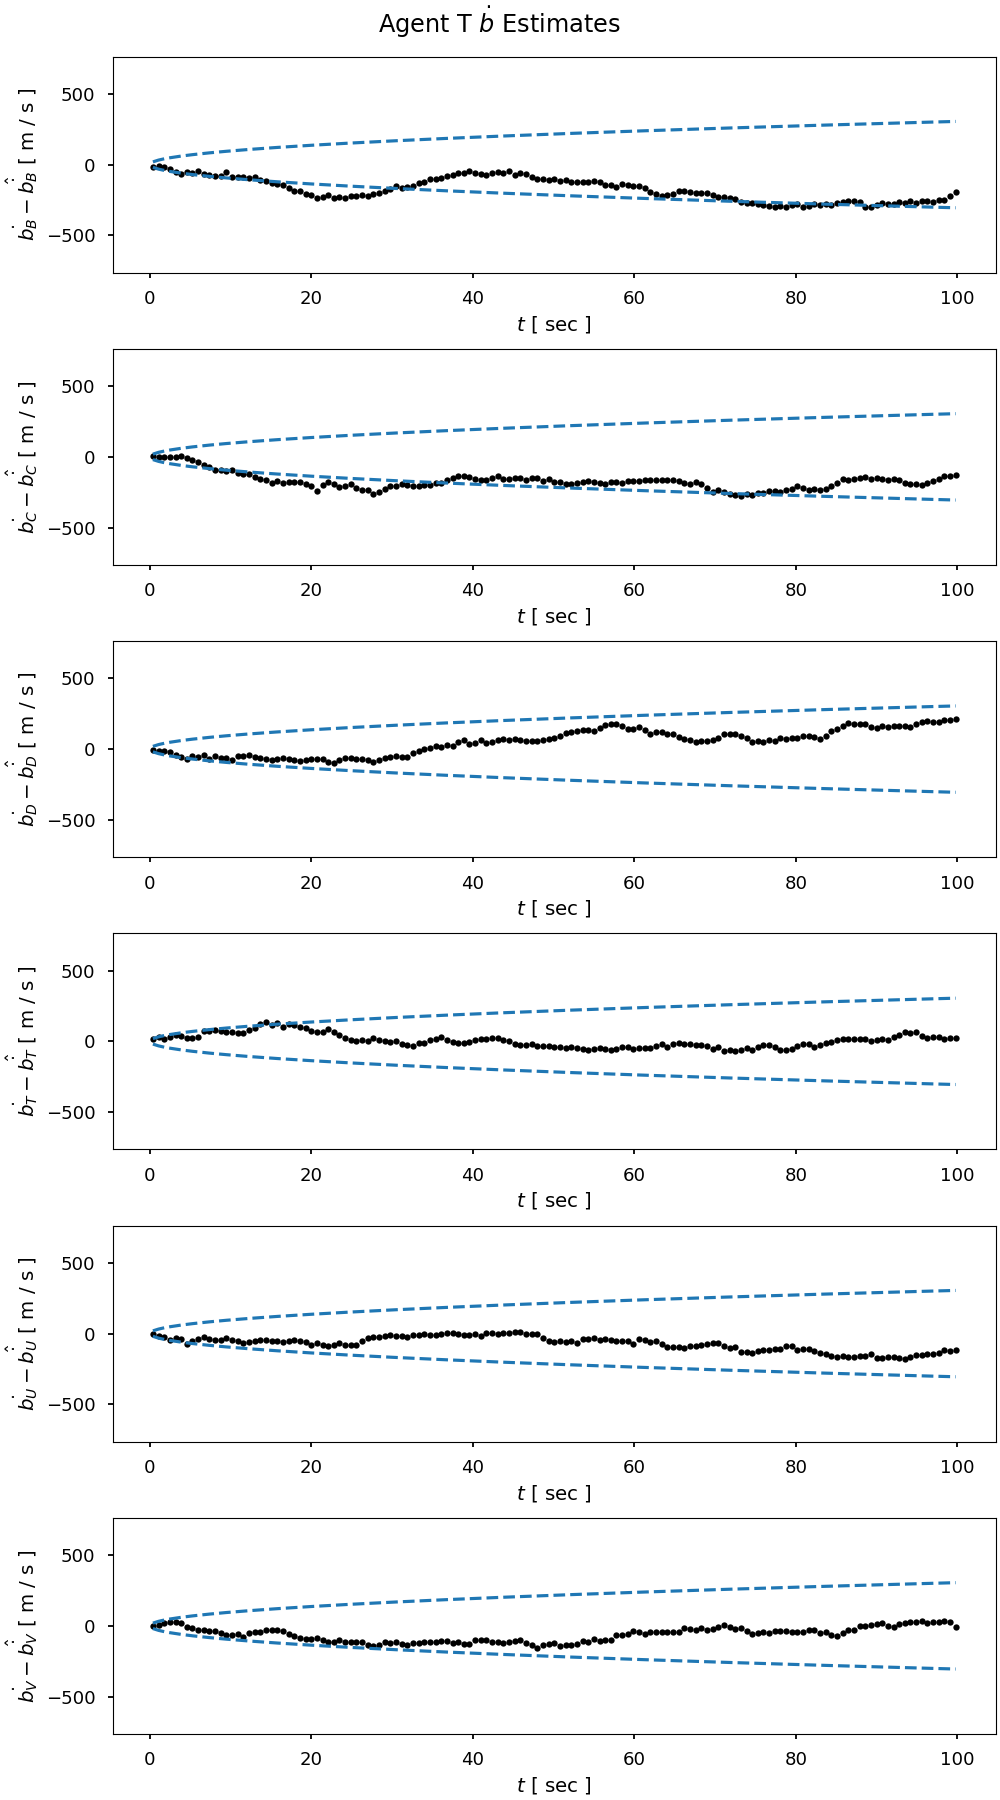 Agent T ḃ Estimates
ḃ_B − ḃ̂_B [ m / s ]
500
0
−500
0 20 40 60 80 100
t [ sec ]
ḃ_C − ḃ̂_C [ m / s ]
500
0
−500
0 20 40 60 80 100
t [ sec ]
ḃ_D − ḃ̂_D [ m / s ]
500
0
−500
0 20 40 60 80 100
t [ sec ]
ḃ_T − ḃ̂_T [ m / s ]
500
0
−500
0 20 40 60 80 100
t [ sec ]
ḃ_U − ḃ̂_U [ m / s ]
500
0
−500
0 20 40 60 80 100
t [ sec ]
ḃ_V − ḃ̂_V [ m / s ]
500
0
−500
0 20 40 60 80 100
t [ sec ]